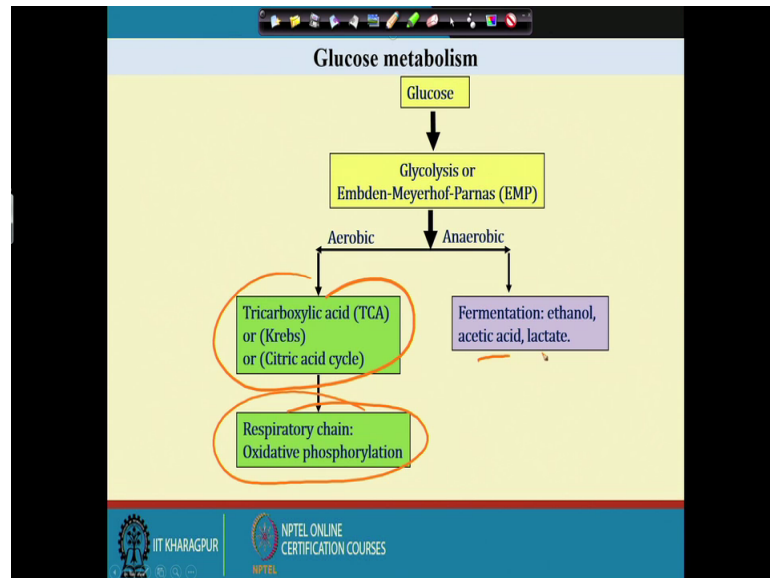 Glucose metabolism
Glucose
Glycolysis or
Embden-Meyerhof-Parnas (EMP)
Aerobic
Anaerobic
Tricarboxylic acid (TCA)
or (Krebs)
or (Citric acid cycle)
Fermentation: ethanol,
acetic acid, lactate.
Respiratory chain:
Oxidative phosphorylation
IIT KHARAGPUR
NPTEL ONLINE
CERTIFICATION COURSES
NPTEL